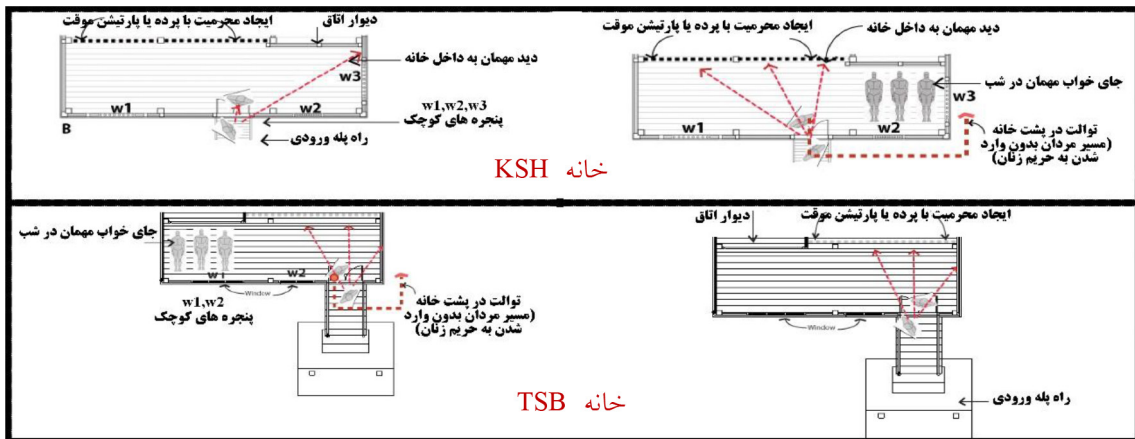 ایجاد محرمیت با پرده یا پارتیشن موقت
دیوار اتاق
دید مهمان به داخل خانه
w3
w1
w2
w1,w2,w3
پنجره های کوچک
B
راه پله ورودی
ایجاد محرمیت با پرده یا پارتیشن موقت
دید مهمان به داخل خانه
جای خواب مهمان در شب
w3
w1
w2
توالت در پشت خانه
(مسیر مردان بدون وارد
شدن به حریم زنان)
خانه KSH
جای خواب مهمان در شب
w1
w2
Window
w1,w2
پنجره های کوچک
توالت در پشت خانه
(مسیر مردان بدون وارد
شدن به حریم زنان)
دیوار اتاق
ایجاد محرمیت با پرده یا پارتیشن موقت
Window
راه پله ورودی
خانه TSB